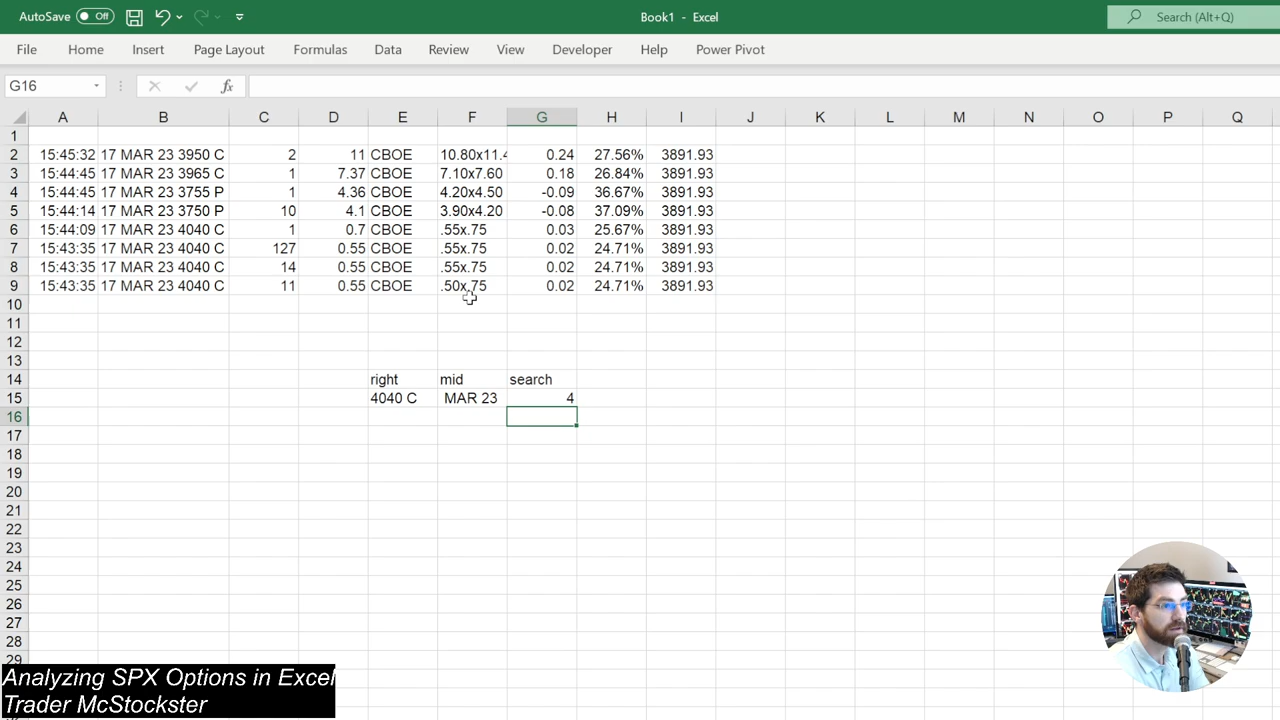 AutoSave Off Book1 - Excel Search (Alt+Q)
File Home Insert Page Layout Formulas Data Review View Developer Help Power Pivot
G16 fx
A B C D E F G H I J K L M N O P Q
1
2 15:45:32 17 MAR 23 3950 C 2 11 CBOE 10.80x11.4 0.24 27.56% 3891.93
3 15:44:45 17 MAR 23 3965 C 1 7.37 CBOE 7.10x7.60 0.18 26.84% 3891.93
4 15:44:45 17 MAR 23 3755 P 1 4.36 CBOE 4.20x4.50 -0.09 36.67% 3891.93
5 15:44:14 17 MAR 23 3750 P 10 4.1 CBOE 3.90x4.20 -0.08 37.09% 3891.93
6 15:44:09 17 MAR 23 4040 C 1 0.7 CBOE .55x.75 0.03 25.67% 3891.93
7 15:43:35 17 MAR 23 4040 C 127 0.55 CBOE .55x.75 0.02 24.71% 3891.93
8 15:43:35 17 MAR 23 4040 C 14 0.55 CBOE .55x.75 0.02 24.71% 3891.93
9 15:43:35 17 MAR 23 4040 C 11 0.55 CBOE .50x.75 0.02 24.71% 3891.93
10
11
12
13
14 right mid search
15 4040 C MAR 23 4
16
17
18
19
20
21
22
23
24
25
26
27
28
29
Analyzing SPX Options in Excel
Trader McStockster